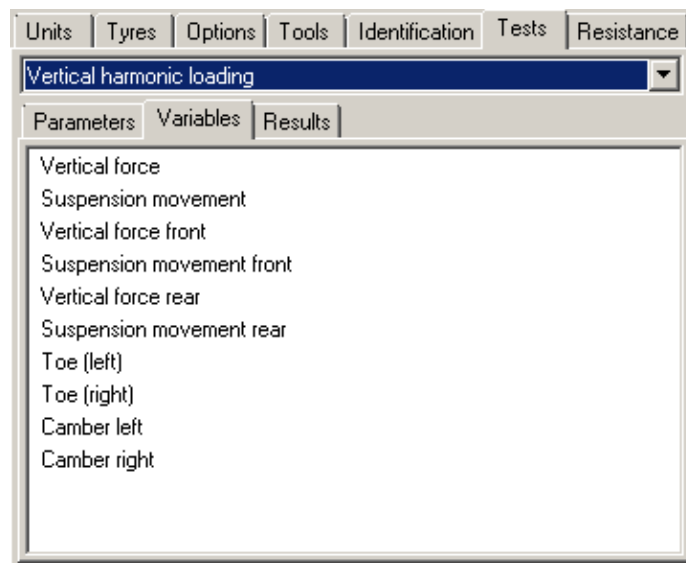 Units Tyres Options Tools Identification Tests Resistance
Vertical harmonic loading
Parameters Variables Results
Vertical force
Suspension movement
Vertical force front
Suspension movement front
Vertical force rear
Suspension movement rear
Toe (left)
Toe (right)
Camber left
Camber right